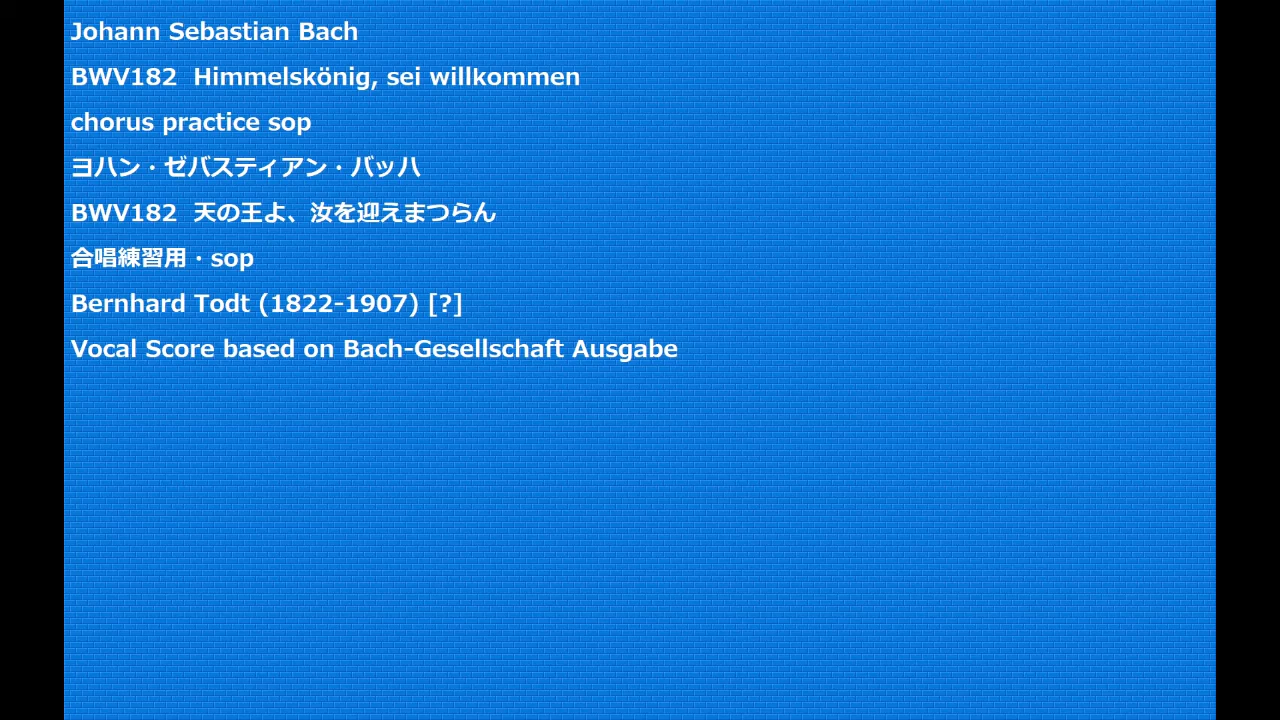 Johann Sebastian Bach
BWV182  Himmelskönig, sei willkommen
chorus practice sop
ヨハン・ゼバスティアン・バッハ
BWV182  天の王よ、汝を迎えまつらん
合唱練習用・sop
Bernhard Todt (1822-1907) [?]
Vocal Score based on Bach-Gesellschaft Ausgabe